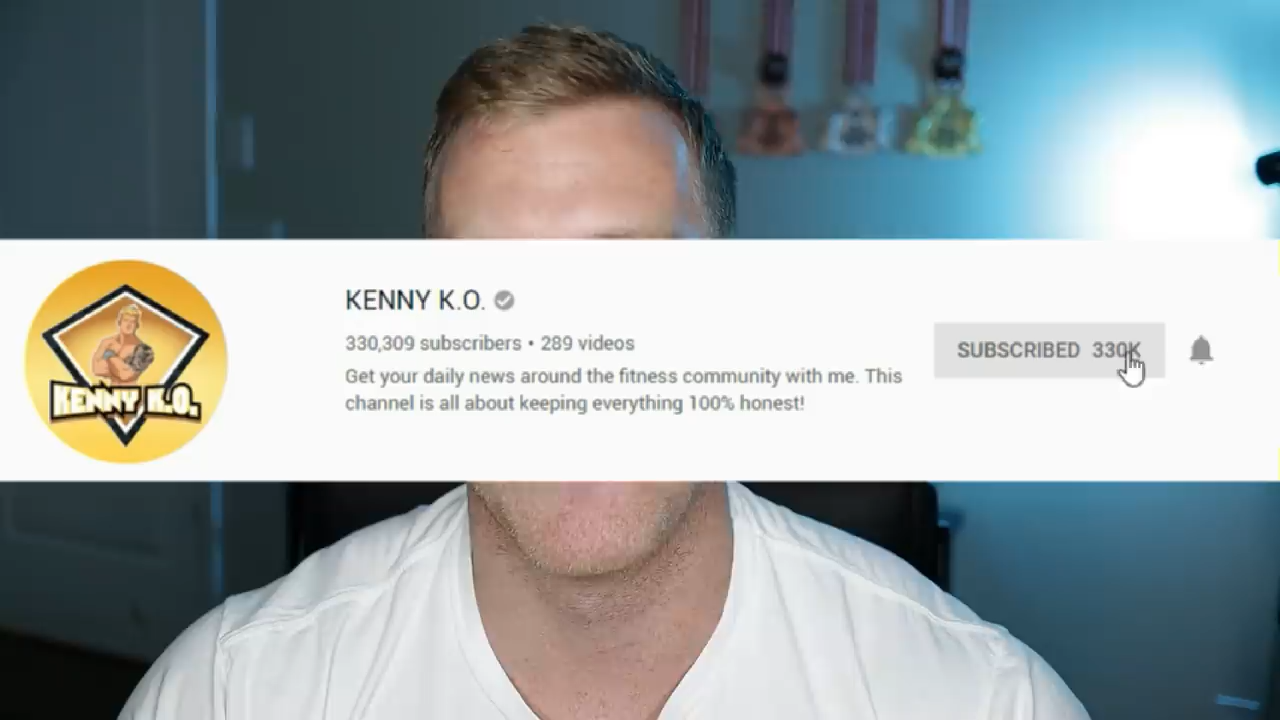 KENNY K.O.
330,309 subscribers • 289 videos
Get your daily news around the fitness community with me. This
channel is all about keeping everything 100% honest!
SUBSCRIBED 330K
KENNY K.O.